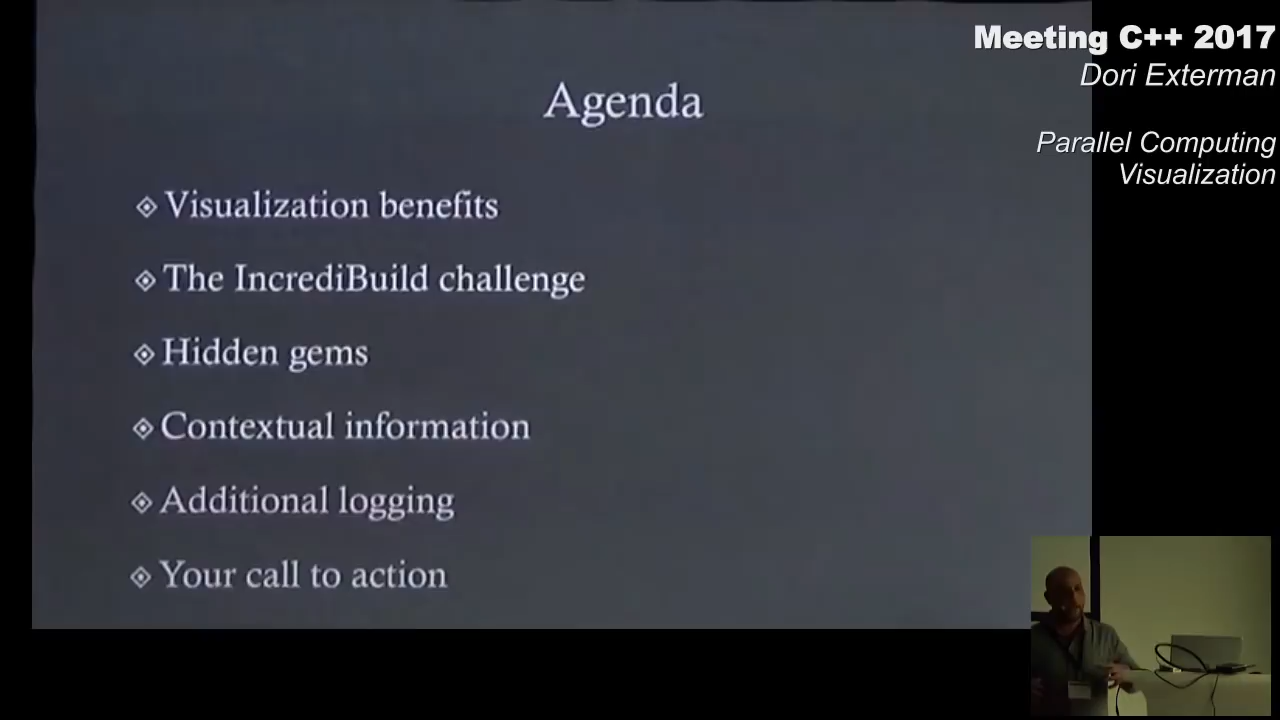 Agenda
Visualization benefits
The IncrediBuild challenge
Hidden gems
Contextual information
Additional logging
Your call to action
Meeting C++ 2017
Dori Exterman
Parallel Computing
Visualization